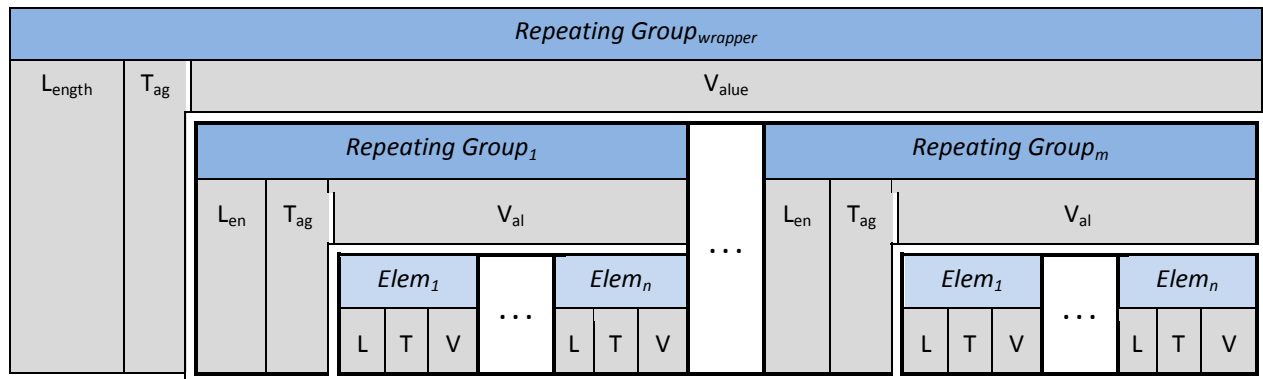 Repeating Group_wrapper
L_ength T_ag V_alue
Repeating Group_1 Repeating Group_m
L_en T_ag V_al ... L_en T_ag V_al
Elem_1 ... Elem_n Elem_1 ... Elem_n
L T V L T V L T V L T V